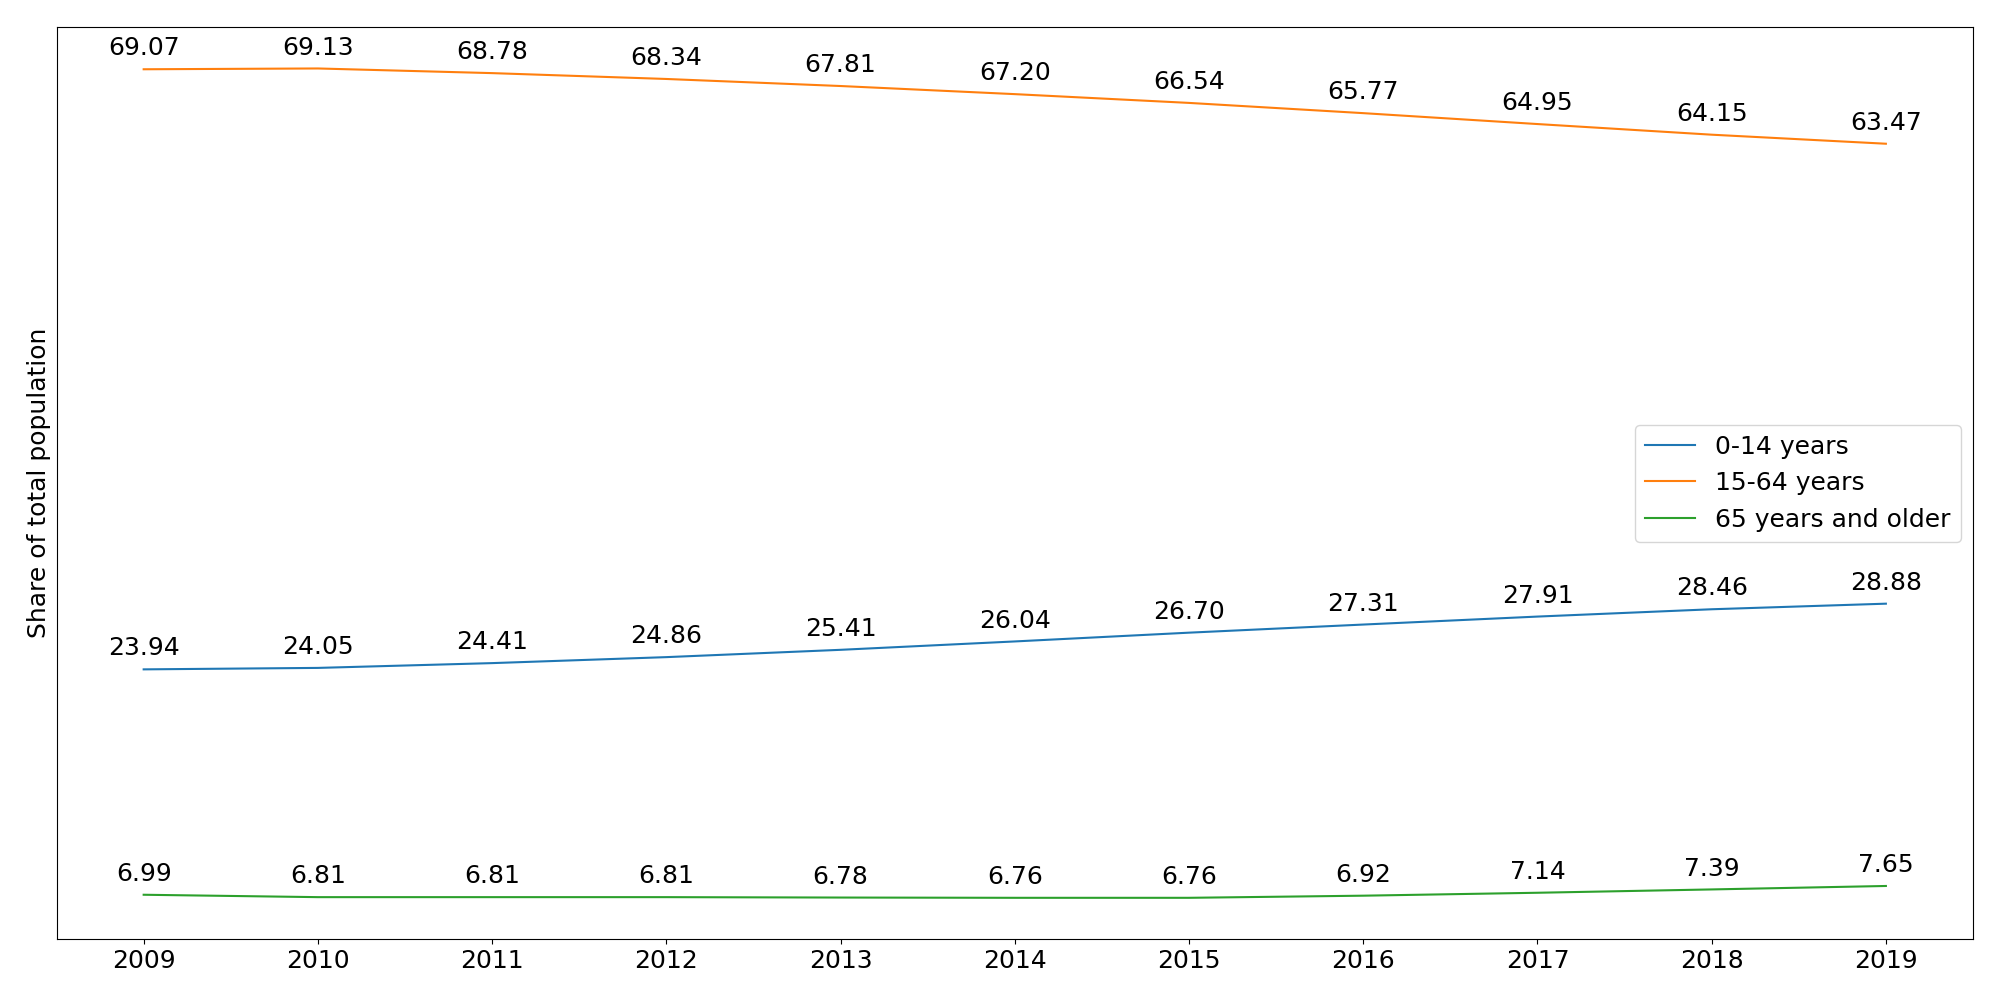 69.07 69.13 68.78 68.34 67.81 67.20 66.54 65.77 64.95 64.15 63.47
Share of total population
0-14 years
15-64 years
65 years and older
23.94 24.05 24.41 24.86 25.41 26.04 26.70 27.31 27.91 28.46 28.88
6.99 6.81 6.81 6.81 6.78 6.76 6.76 6.92 7.14 7.39 7.65
2009 2010 2011 2012 2013 2014 2015 2016 2017 2018 2019